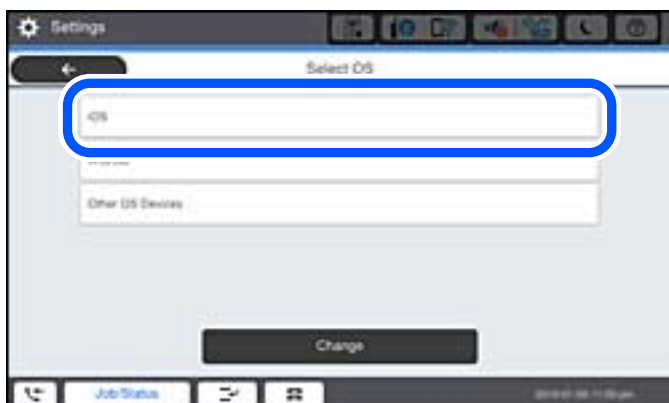 Settings
Select OS
iOS
Other OS Devices
Change
Job Status